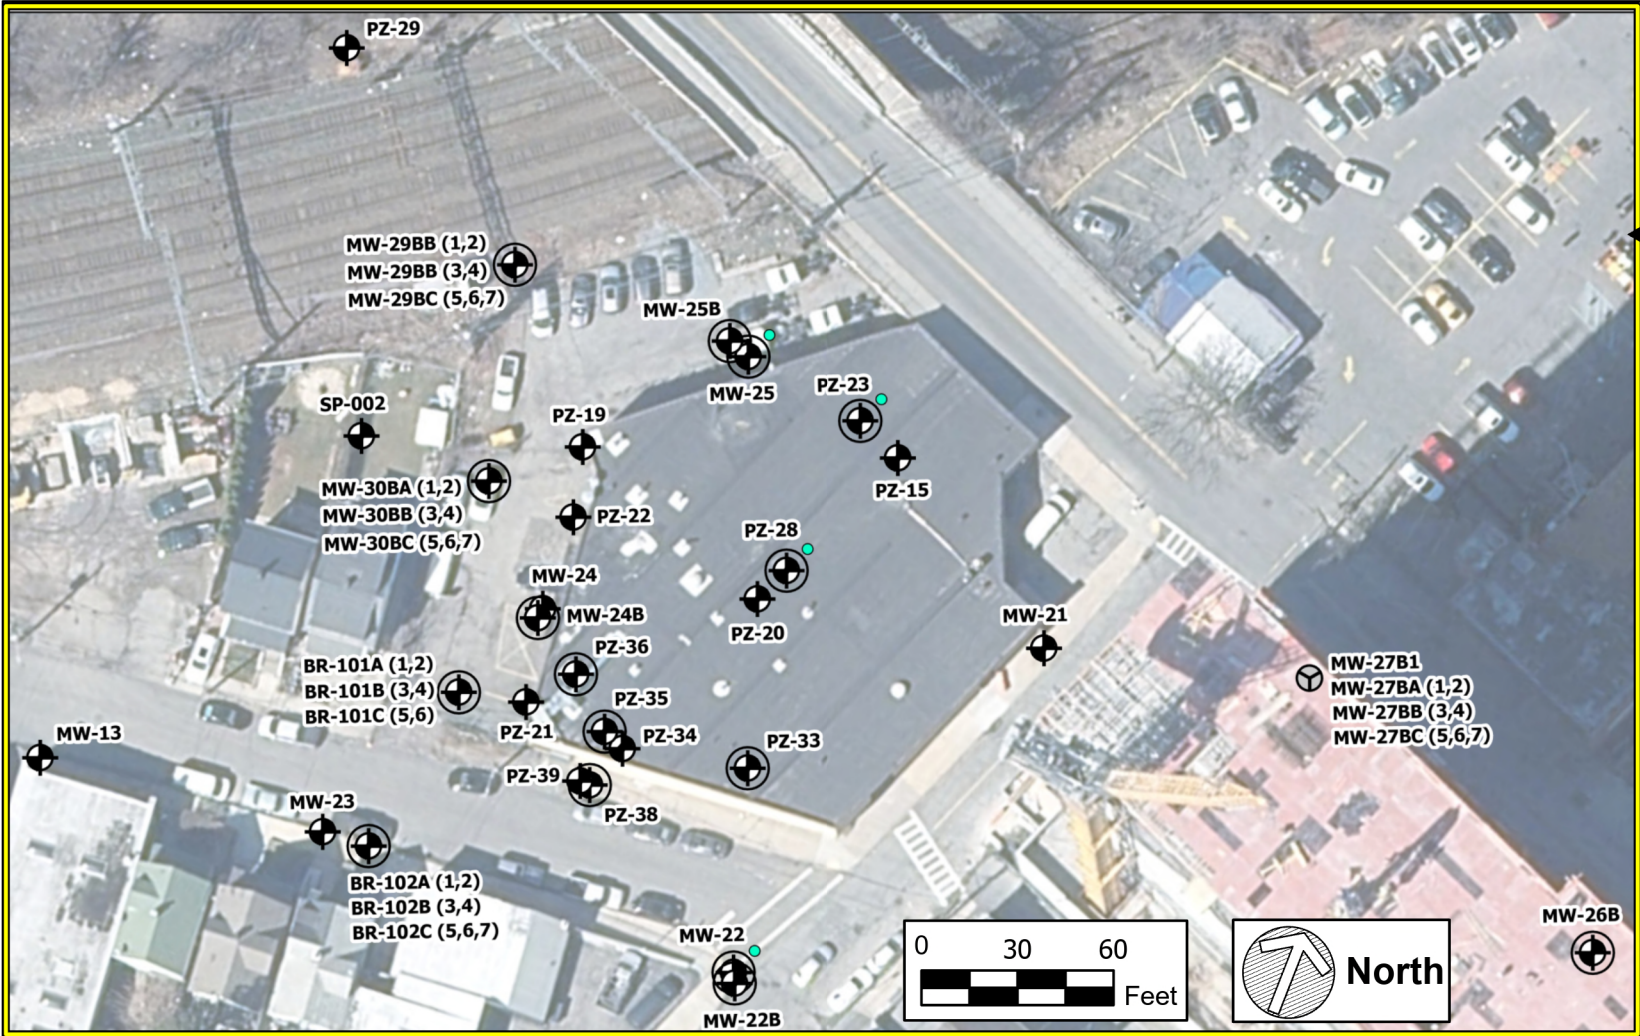 PZ-29
MW-29BB (1,2)
MW-29BB (3,4)
MW-29BC (5,6,7)
MW-25B
MW-25
PZ-23
SP-002
PZ-19
PZ-15
MW-30BA (1,2)
MW-30BB (3,4)
MW-30BC (5,6,7)
PZ-22
PZ-28
MW-24
MW-24B
PZ-20
MW-21
PZ-36
BR-101A (1,2)
BR-101B (3,4)
BR-101C (5,6)
MW-27B1
MW-27BA (1,2)
MW-27BB (3,4)
MW-27BC (5,6,7)
PZ-35
PZ-21
PZ-34
PZ-33
MW-13
PZ-39
PZ-38
MW-23
BR-102A (1,2)
BR-102B (3,4)
BR-102C (5,6,7)
MW-22
MW-22B
MW-26B
0 30 60
Feet
North